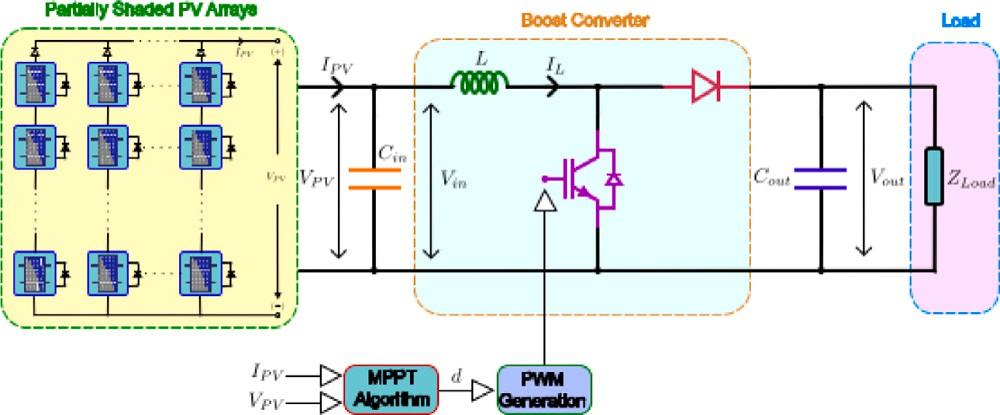 Partially Shaded PV Arrays
Boost Converter
Load
I_PV
(+)
V_PV
(-)
I_PV
L
I_L
V_PV
C_in
V_in
C_out
V_out
Z_Load
I_PV
V_PV
MPPT
Algorithm
d
PWM
Generation